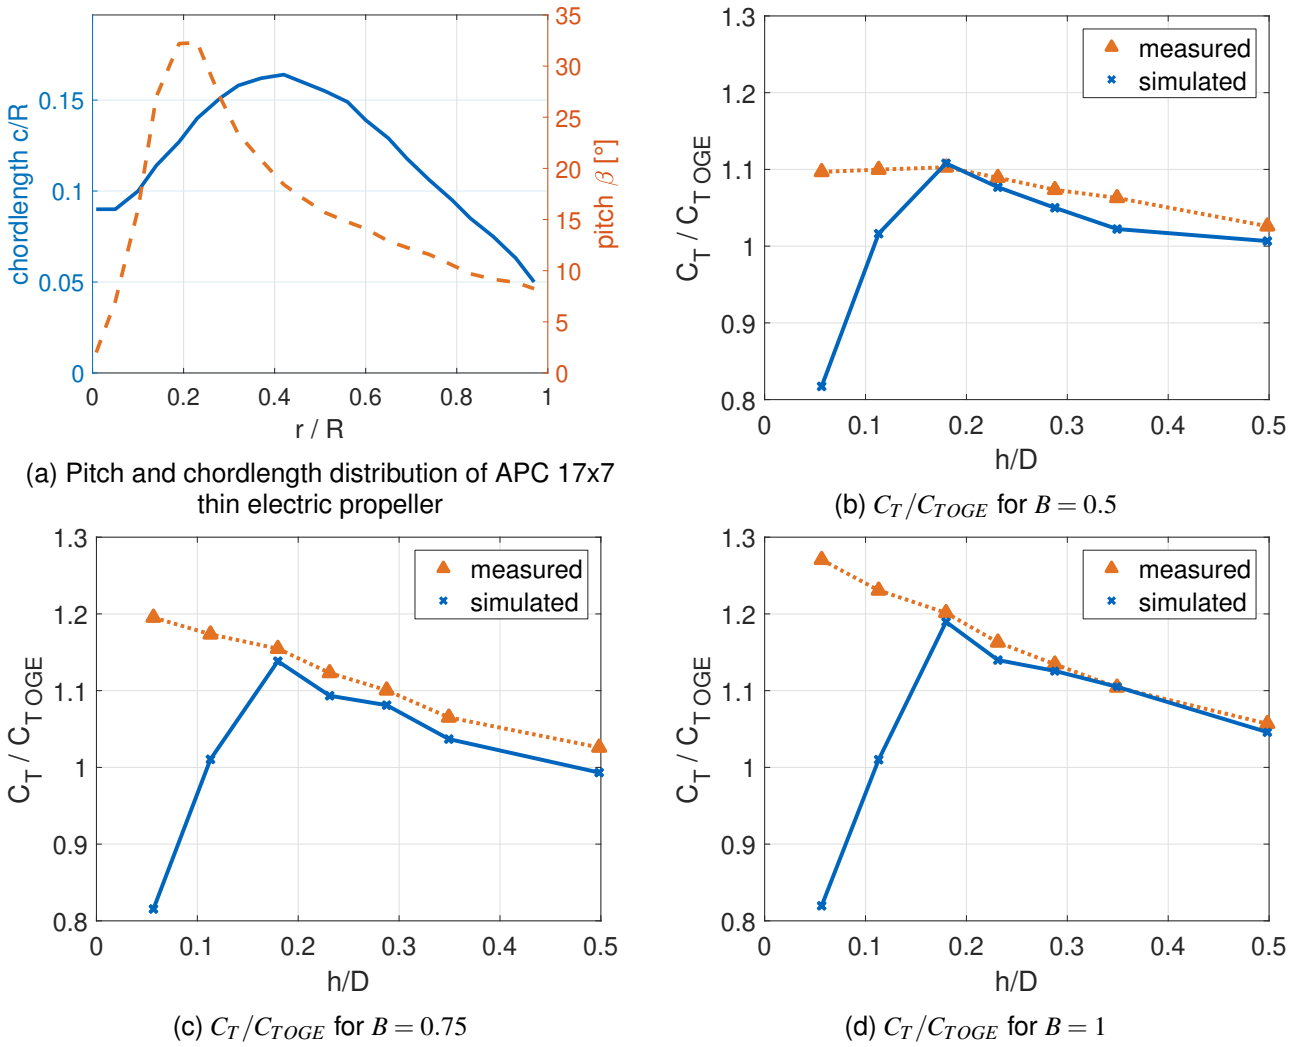 chordlength c/R
0.15
0.1
0.05
0
35
30
25
20
15
10
5
0
pitch β [°]
0 0.2 0.4 0.6 0.8 1
r / R
(a) Pitch and chordlength distribution of APC 17x7
thin electric propeller
C_T / C_T OGE
1.3
1.2
1.1
1
0.9
0.8
measured
simulated
0 0.1 0.2 0.3 0.4 0.5
h/D
(b) C_T/C_TOGE for B = 0.5
C_T / C_T OGE
1.3
1.2
1.1
1
0.9
0.8
measured
simulated
0 0.1 0.2 0.3 0.4 0.5
h/D
(c) C_T/C_TOGE for B = 0.75
C_T / C_T OGE
1.3
1.2
1.1
1
0.9
0.8
measured
simulated
0 0.1 0.2 0.3 0.4 0.5
h/D
(d) C_T/C_TOGE for B = 1